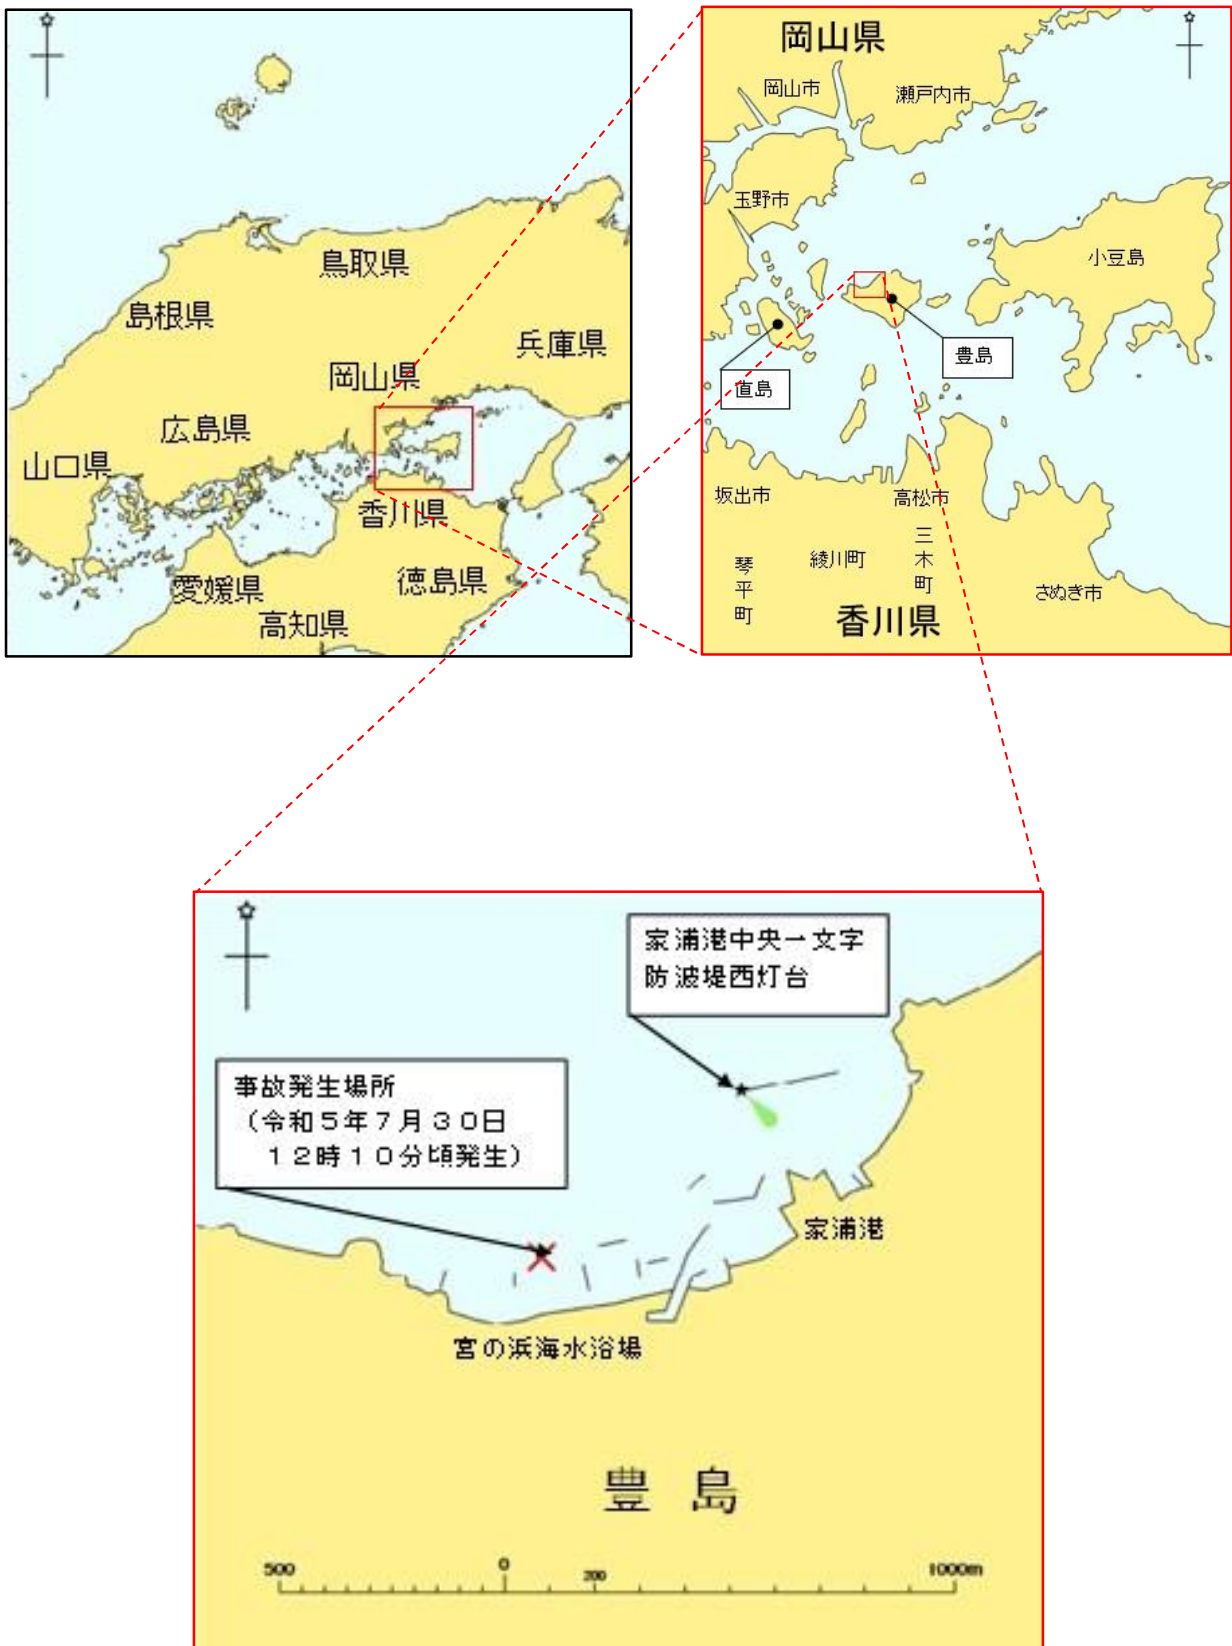 鳥取県
島根県
兵庫県
岡山県
広島県
山口県
香川県
愛媛県
徳島県
高知県
岡山県
岡山市
瀬戸内市
玉野市
小豆島
豊島
直島
坂出市
高松市
三木町
綾川町
琴平町
さぬき市
香川県
家浦港中央一文字
防波堤西灯台
事故発生場所
（令和５年７月３０日
１２時１０分頃発生）
家浦港
宮の浜海水浴場
豊島
500
0
200
1000m